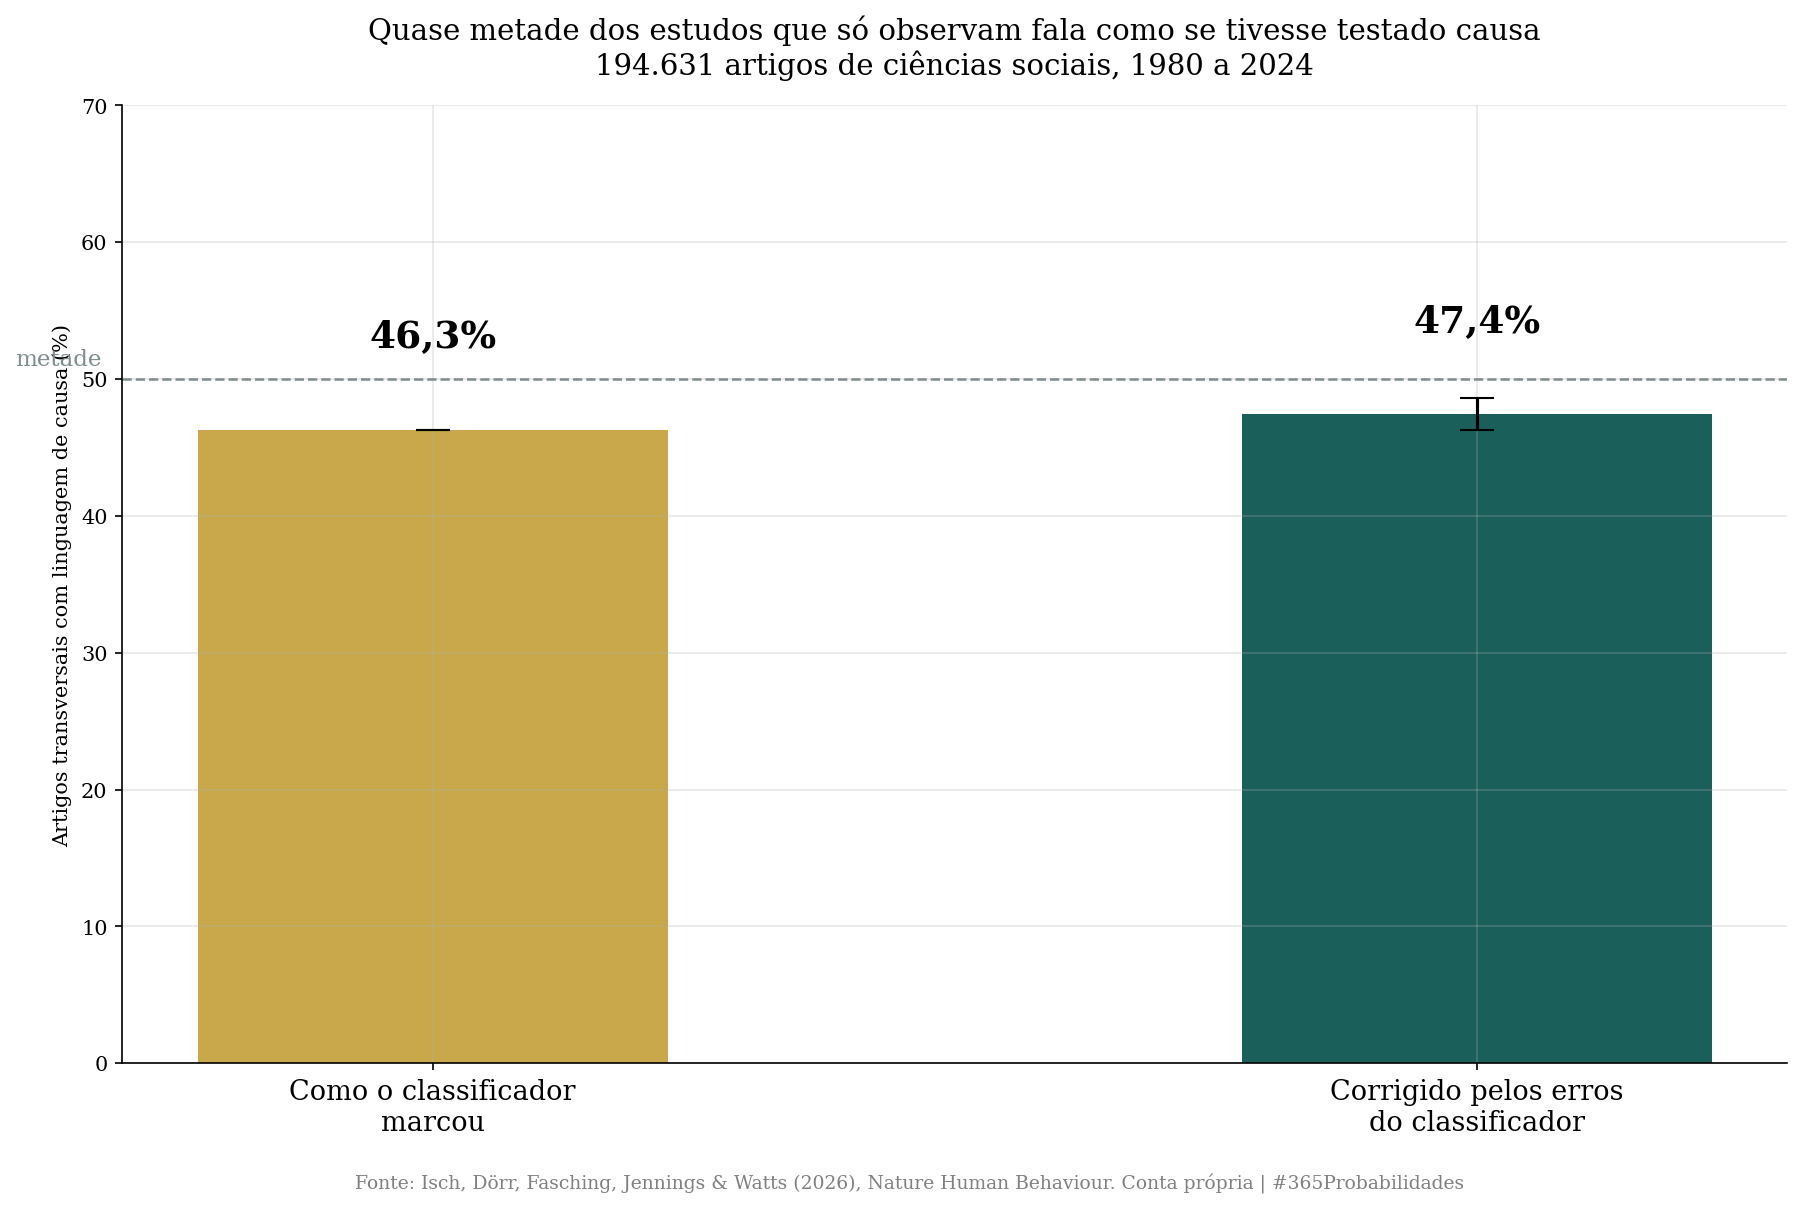 Quase metade dos estudos que só observam fala como se tivesse testado causa
194.631 artigos de ciências sociais, 1980 a 2024
Artigos transversais com linguagem de causa (%)
70
60
metade
50
40
30
20
10
0
46,3%
47,4%
Como o classificador
marcou
Corrigido pelos erros
do classificador
Fonte: Isch, Dörr, Fasching, Jennings & Watts (2026), Nature Human Behaviour. Conta própria | #365Probabilidades